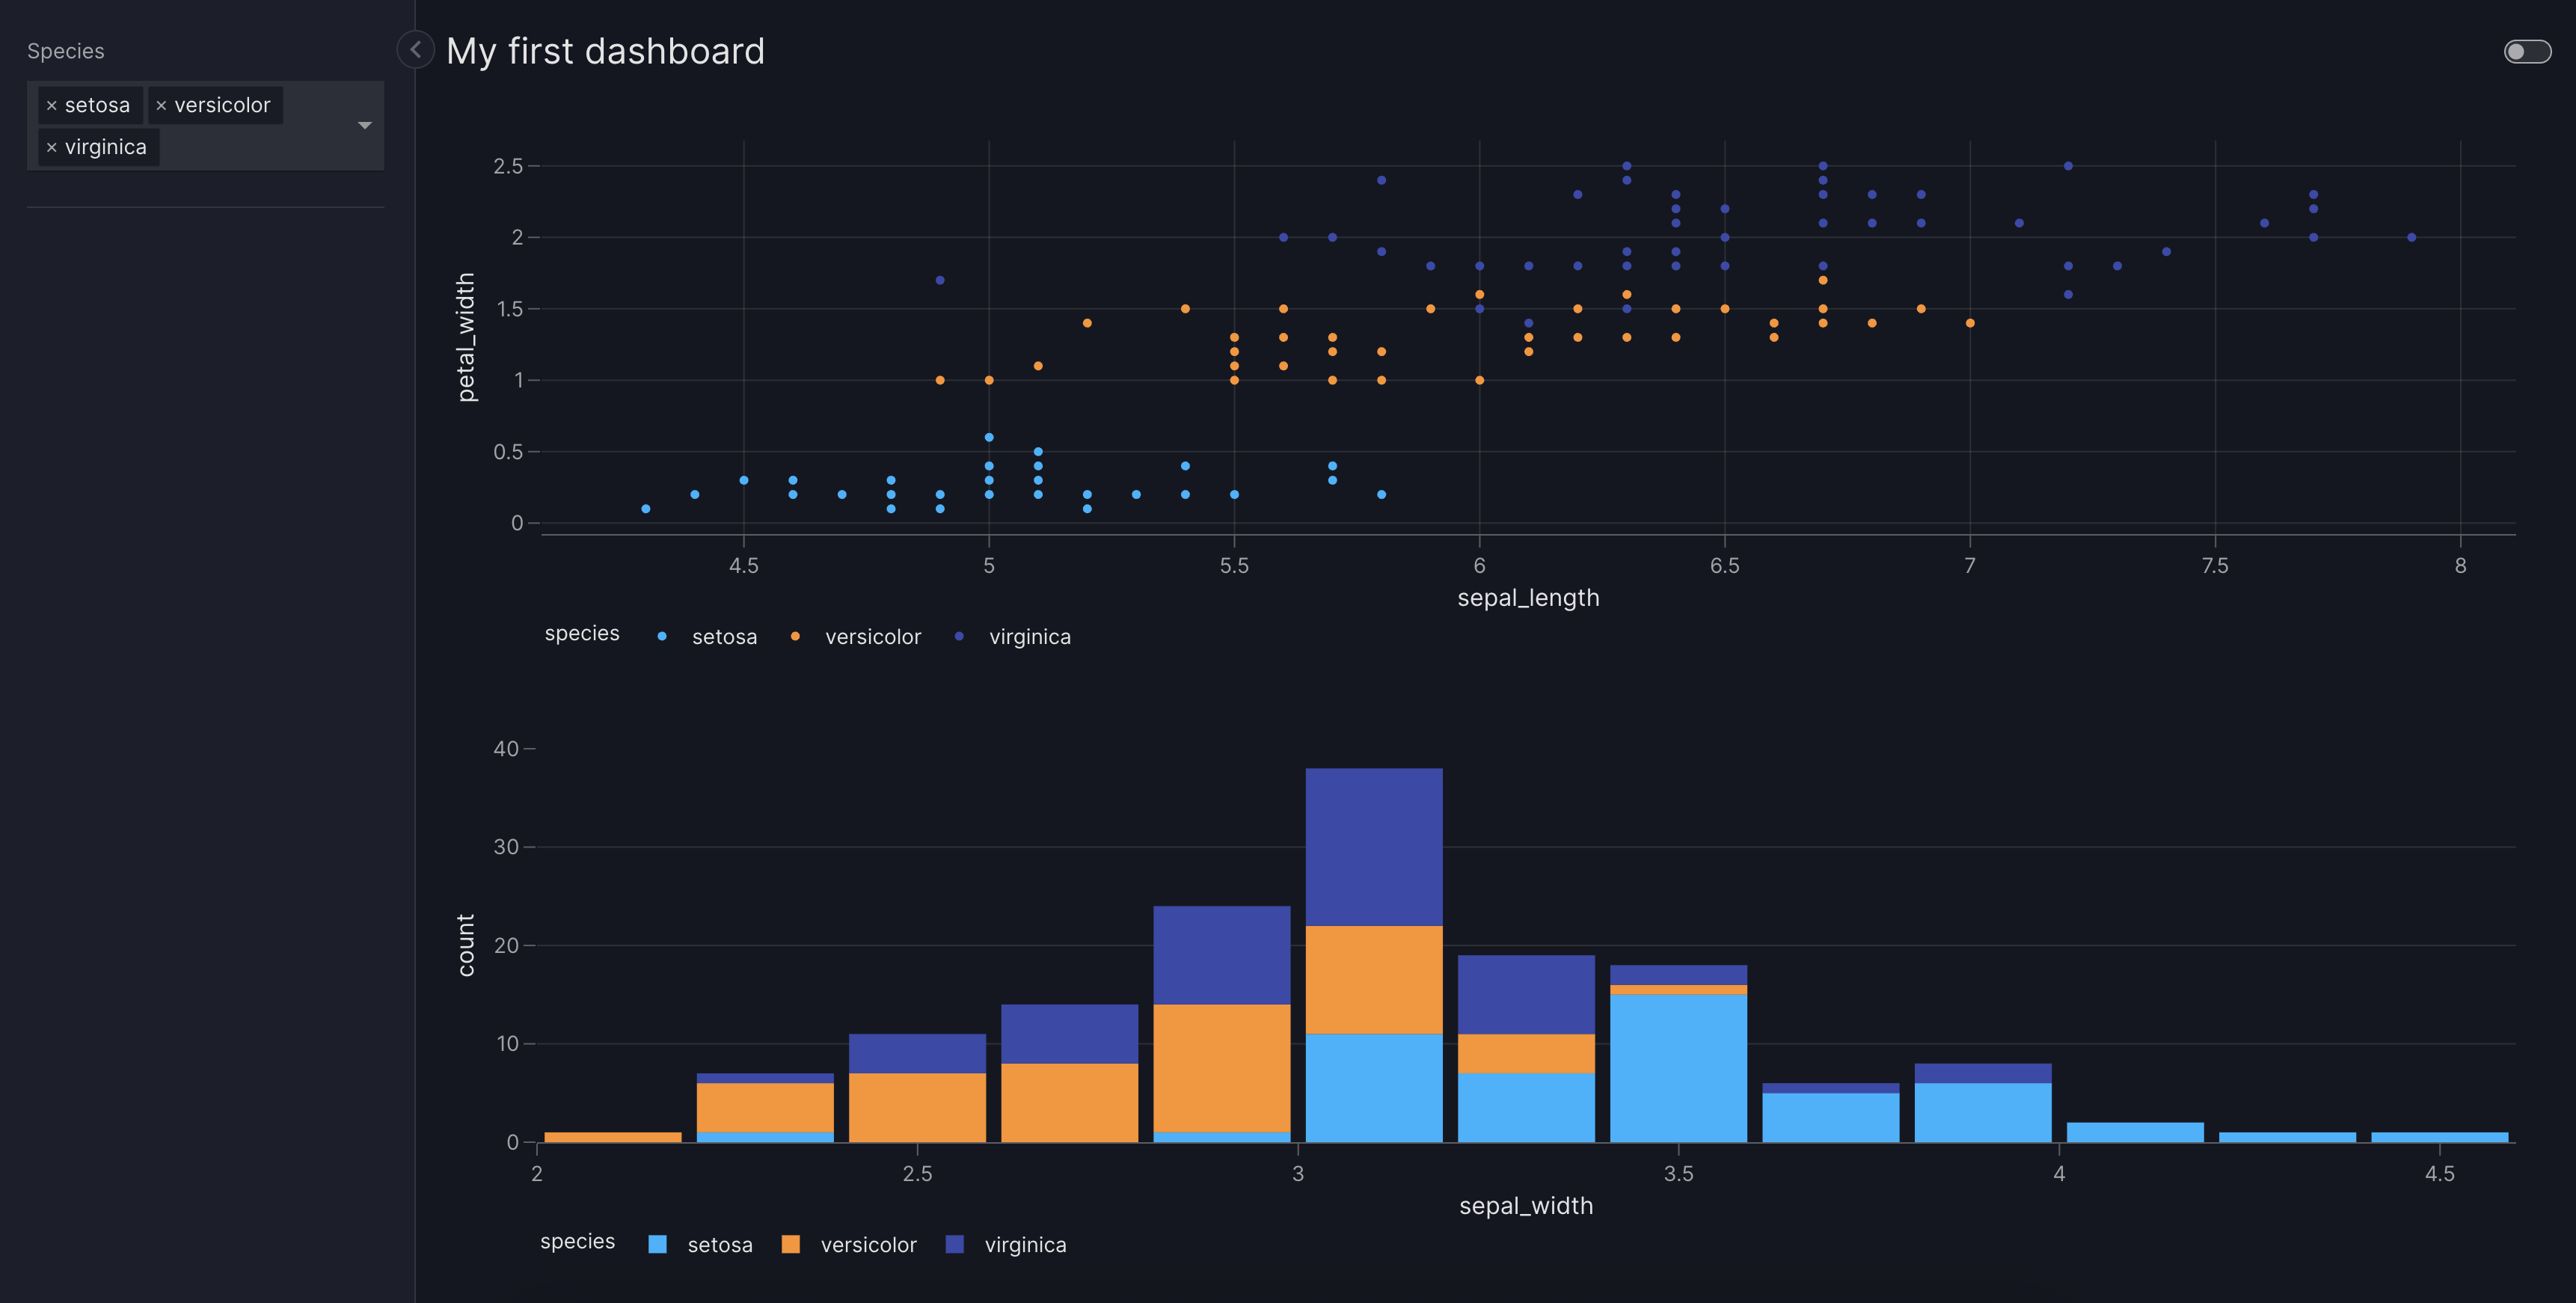 Species
× setosa × versicolor
× virginica
My first dashboard
2.5
2
1.5
1
0.5
0
petal_width
4.5 5 5.5 6 6.5 7 7.5 8
sepal_length
species setosa versicolor virginica
40
30
20
10
0
count
2 2.5 3 3.5 4 4.5
sepal_width
species setosa versicolor virginica